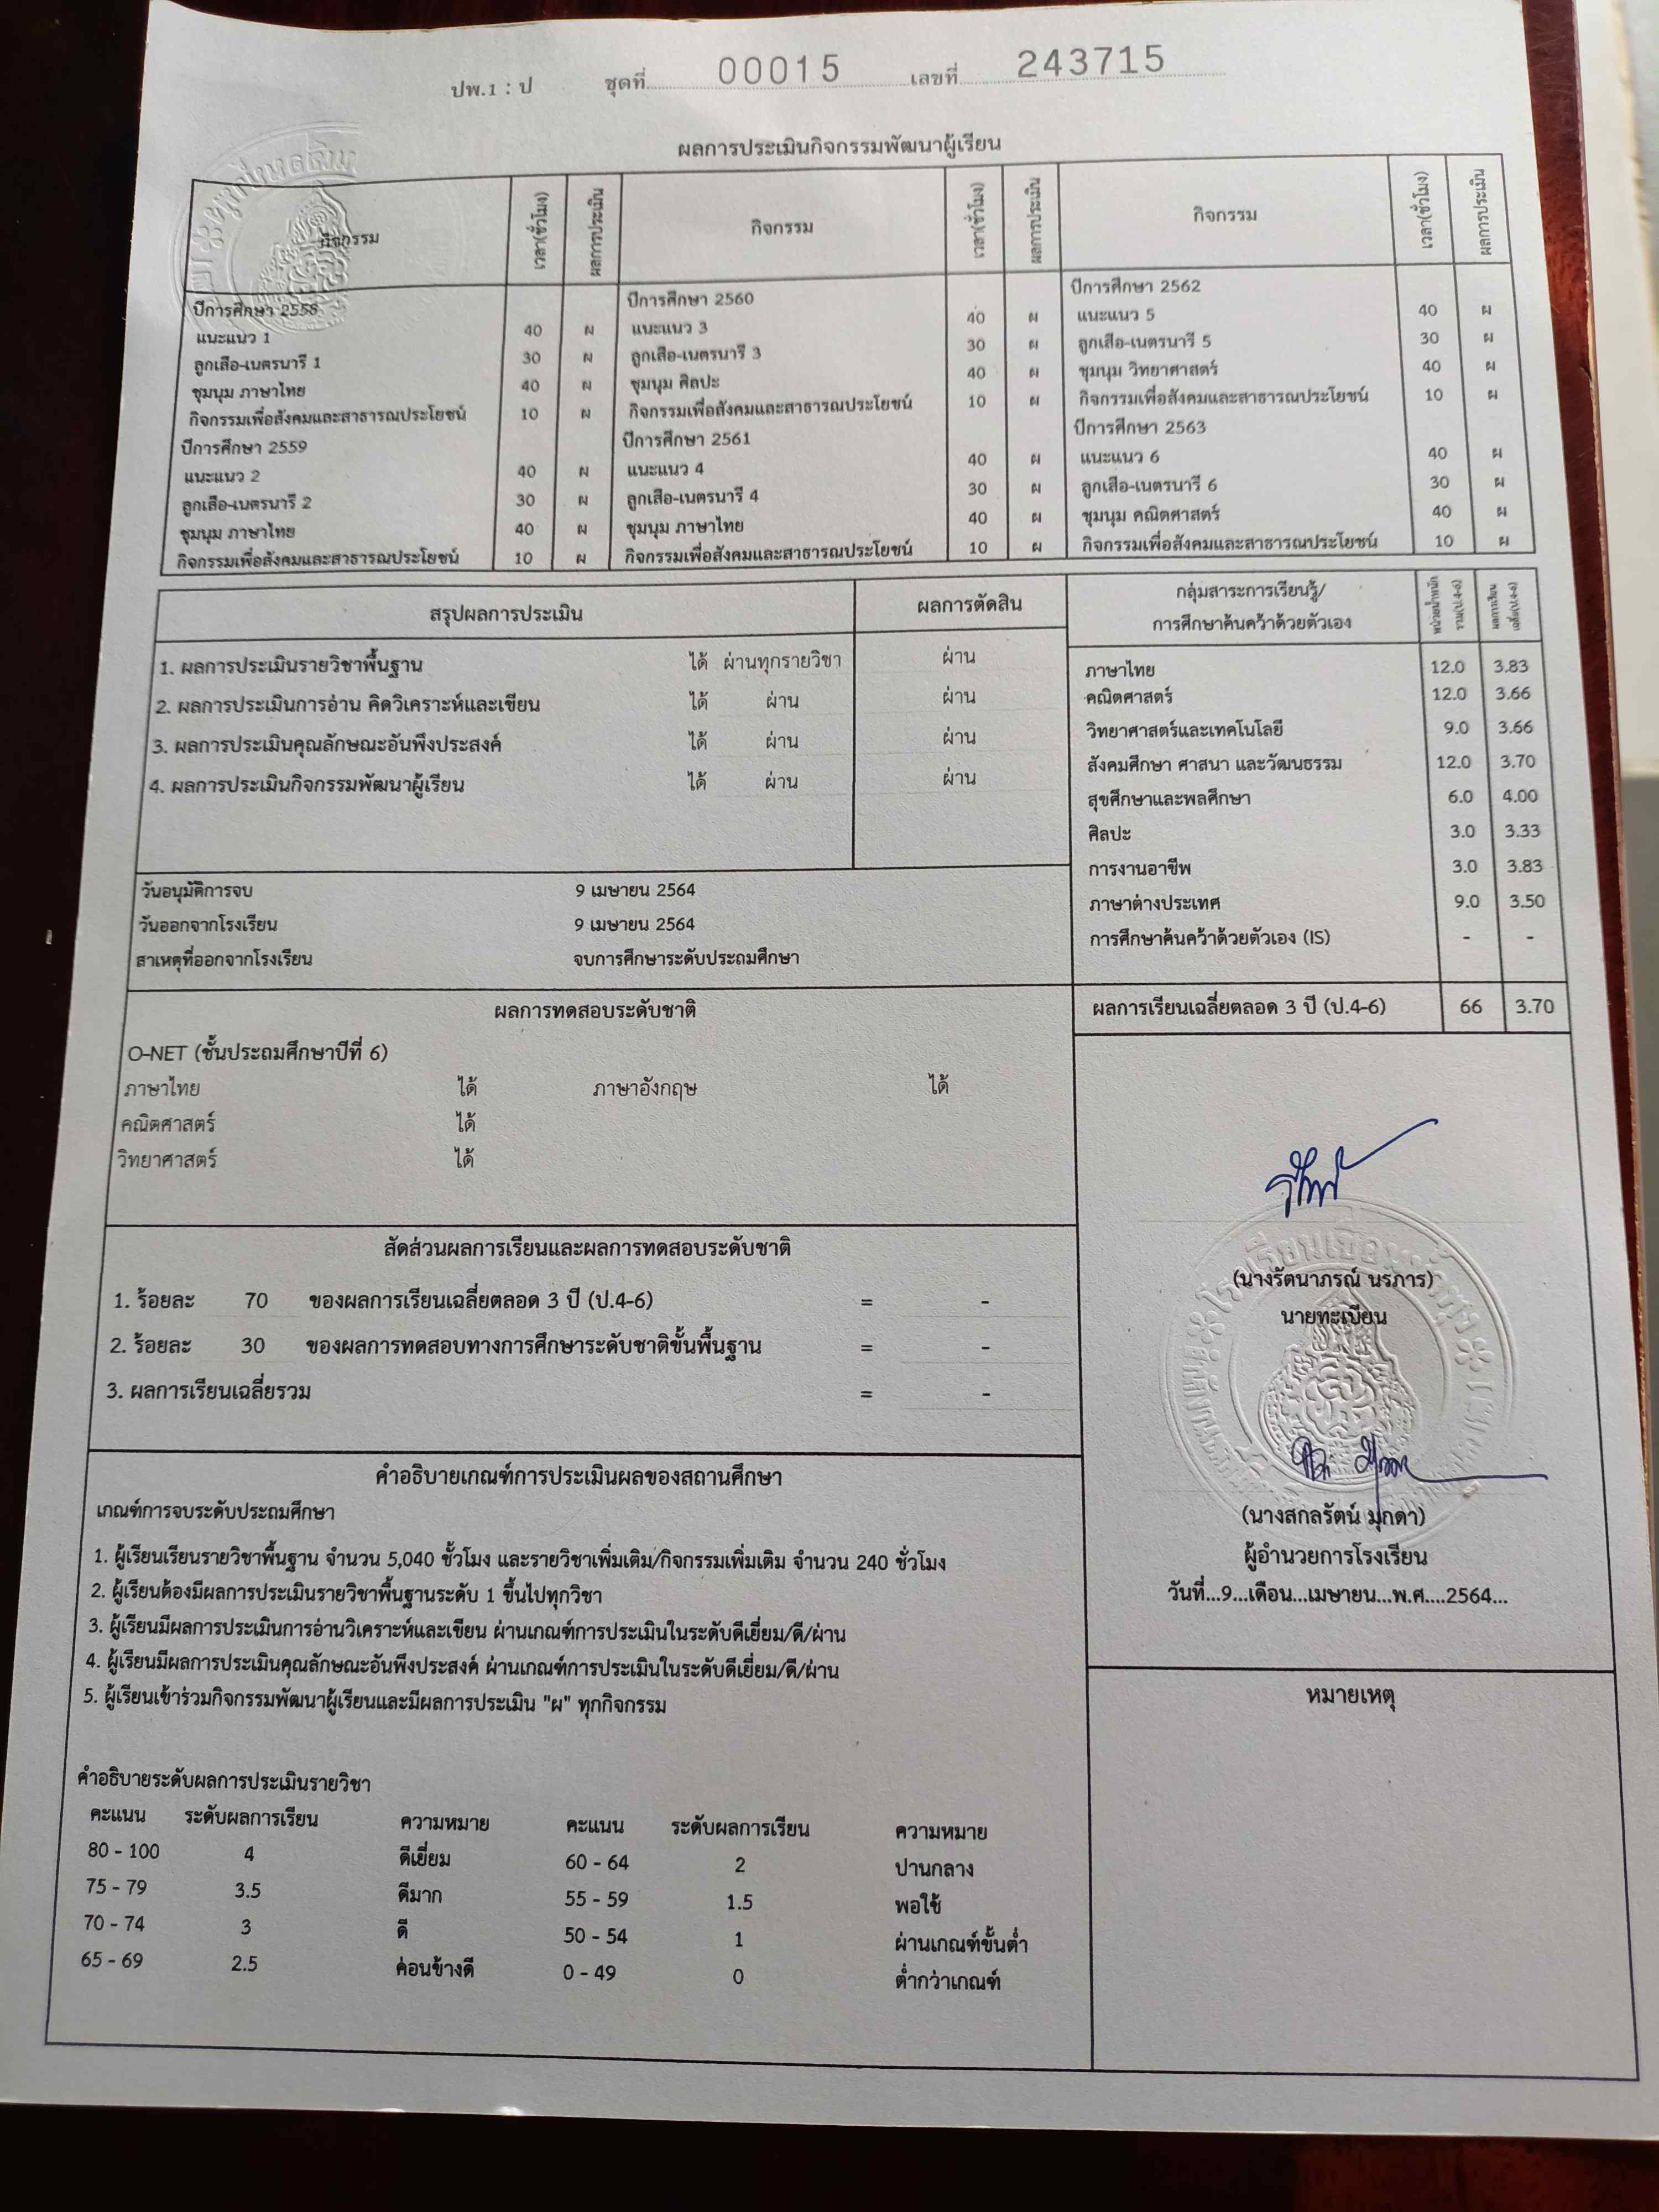 ปพ.1 : ป ชุดที่ 00015 เลขที่ 243715
ผลการประเมินกิจกรรมพัฒนาผู้เรียน
กิจกรรม เวลา(ชั่วโมง) ผลการประเมิน กิจกรรม เวลา(ชั่วโมง) ผลการประเมิน กิจกรรม เวลา(ชั่วโมง) ผลการประเมิน
ปีการศึกษา 2558 ปีการศึกษา 2560 ปีการศึกษา 2562
แนะแนว 1 40 ผ แนะแนว 3 40 ผ แนะแนว 5 40 ผ
ลูกเสือ-เนตรนารี 1 30 ผ ลูกเสือ-เนตรนารี 3 30 ผ ลูกเสือ-เนตรนารี 5 30 ผ
ชุมนุม ภาษาไทย 40 ผ ชุมนุม ศิลปะ 40 ผ ชุมนุม วิทยาศาสตร์ 40 ผ
กิจกรรมเพื่อสังคมและสาธารณประโยชน์ 10 ผ กิจกรรมเพื่อสังคมและสาธารณประโยชน์ 10 ผ กิจกรรมเพื่อสังคมและสาธารณประโยชน์ 10 ผ
ปีการศึกษา 2559 ปีการศึกษา 2561 ปีการศึกษา 2563
แนะแนว 2 40 ผ แนะแนว 4 40 ผ แนะแนว 6 40 ผ
ลูกเสือ-เนตรนารี 2 30 ผ ลูกเสือ-เนตรนารี 4 30 ผ ลูกเสือ-เนตรนารี 6 30 ผ
ชุมนุม ภาษาไทย 40 ผ ชุมนุม ภาษาไทย 40 ผ ชุมนุม คณิตศาสตร์ 40 ผ
กิจกรรมเพื่อสังคมและสาธารณประโยชน์ 10 ผ กิจกรรมเพื่อสังคมและสาธารณประโยชน์ 10 ผ กิจกรรมเพื่อสังคมและสาธารณประโยชน์ 10 ผ
สรุปผลการประเมิน ผลการตัดสิน
1. ผลการประเมินรายวิชาพื้นฐาน ได้ ผ่านทุกรายวิชา ผ่าน
2. ผลการประเมินการอ่าน คิดวิเคราะห์และเขียน ได้ ผ่าน ผ่าน
3. ผลการประเมินคุณลักษณะอันพึงประสงค์ ได้ ผ่าน ผ่าน
4. ผลการประเมินกิจกรรมพัฒนาผู้เรียน ได้ ผ่าน ผ่าน
วันอนุมัติการจบ 9 เมษายน 2564
วันออกจากโรงเรียน 9 เมษายน 2564
สาเหตุที่ออกจากโรงเรียน จบการศึกษาระดับประถมศึกษา
กลุ่มสาระการเรียนรู้/
การศึกษาค้นคว้าด้วยตัวเอง หน่วยน้ำหนัก รวม(ป.4-6) ผลการเรียน เฉลี่ย(ป.4-6)
ภาษาไทย 12.0 3.83
คณิตศาสตร์ 12.0 3.66
วิทยาศาสตร์และเทคโนโลยี 9.0 3.66
สังคมศึกษา ศาสนา และวัฒนธรรม 12.0 3.70
สุขศึกษาและพลศึกษา 6.0 4.00
ศิลปะ 3.0 3.33
การงานอาชีพ 3.0 3.83
ภาษาต่างประเทศ 9.0 3.50
การศึกษาค้นคว้าด้วยตัวเอง (IS) - -
ผลการเรียนเฉลี่ยตลอด 3 ปี (ป.4-6) 66 3.70
ผลการทดสอบระดับชาติ
O-NET (ชั้นประถมศึกษาปีที่ 6)
ภาษาไทย ได้ ภาษาอังกฤษ ได้
คณิตศาสตร์ ได้
วิทยาศาสตร์ ได้
สัดส่วนผลการเรียนและผลการทดสอบระดับชาติ
1. ร้อยละ 70 ของผลการเรียนเฉลี่ยตลอด 3 ปี (ป.4-6) = -
2. ร้อยละ 30 ของผลการทดสอบทางการศึกษาระดับชาติขั้นพื้นฐาน = -
3. ผลการเรียนเฉลี่ยรวม = -
(นางรัตนาภรณ์ นรภาร)
นายทะเบียน
(นางสกลรัตน์ มุกดา)
ผู้อำนวยการโรงเรียน
วันที่...9...เดือน...เมษายน...พ.ศ....2564...
หมายเหตุ
คำอธิบายเกณฑ์การประเมินผลของสถานศึกษา
เกณฑ์การจบระดับประถมศึกษา
1. ผู้เรียนเรียนรายวิชาพื้นฐาน จำนวน 5,040 ชั้วโมง และรายวิชาเพิ่มเติม/กิจกรรมเพิ่มเติม จำนวน 240 ชั่วโมง
2. ผู้เรียนต้องมีผลการประเมินรายวิชาพื้นฐานระดับ 1 ขึ้นไปทุกวิชา
3. ผู้เรียนมีผลการประเมินการอ่านวิเคราะห์และเขียน ผ่านเกณฑ์การประเมินในระดับดีเยี่ยม/ดี/ผ่าน
4. ผู้เรียนมีผลการประเมินคุณลักษณะอันพึงประสงค์ ผ่านเกณฑ์การประเมินในระดับดีเยี่ยม/ดี/ผ่าน
5. ผู้เรียนเข้าร่วมกิจกรรมพัฒนาผู้เรียนและมีผลการประเมิน "ผ" ทุกกิจกรรม
คำอธิบายระดับผลการประเมินรายวิชา
คะแนน ระดับผลการเรียน ความหมาย คะแนน ระดับผลการเรียน ความหมาย
80 - 100 4 ดีเยี่ยม 60 - 64 2 ปานกลาง
75 - 79 3.5 ดีมาก 55 - 59 1.5 พอใช้
70 - 74 3 ดี 50 - 54 1 ผ่านเกณฑ์ขั้นต่ำ
65 - 69 2.5 ค่อนข้างดี 0 - 49 0 ต่ำกว่าเกณฑ์